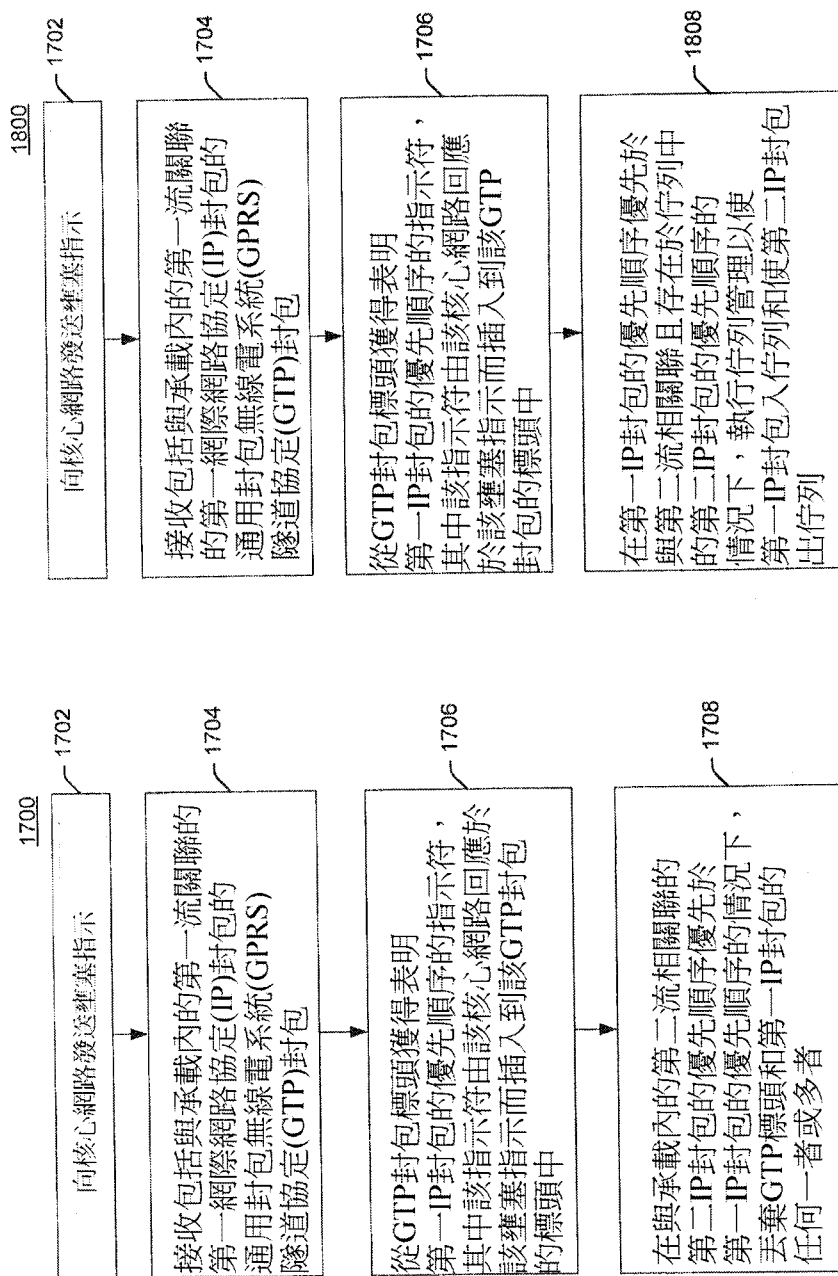 1700
1702
向核心網路發送壅塞指示
1704
接收包括與承載內的第一流關聯的
第一網際網路協定(IP)封包的
通用封包無線電系統(GPRS)
隧道協定(GTP)封包
1706
從GTP封包標頭獲得表明
第一IP封包的優先順序的指示符，
其中該指示符由該核心網路回應於
該壅塞指示而插入到該GTP封包
的標頭中
1708
在與承載內的第二流相關聯的
第二IP封包的優先順序優先於
第一IP封包的優先順序的情況下，
丟棄GTP標頭和第一IP封包的
任何一者或多者
1800
1702
向核心網路發送壅塞指示
1704
接收包括與承載內的第一流關聯
的第一網際網路協定(IP)封包的
通用封包無線電系統(GPRS)
隧道協定(GTP)封包
1706
從GTP封包標頭獲得表明
第一IP封包的優先順序的指示符，
其中該指示符由該核心網路回應
於該壅塞指示而插入到該GTP
封包的標頭中
1808
在第一IP封包的優先順序優先於
與第二流相關聯且存在於佇列中
的第二IP封包的優先順序的
情況下，執行佇列管理以使
第一IP封包入佇列和使第二IP封包
出佇列